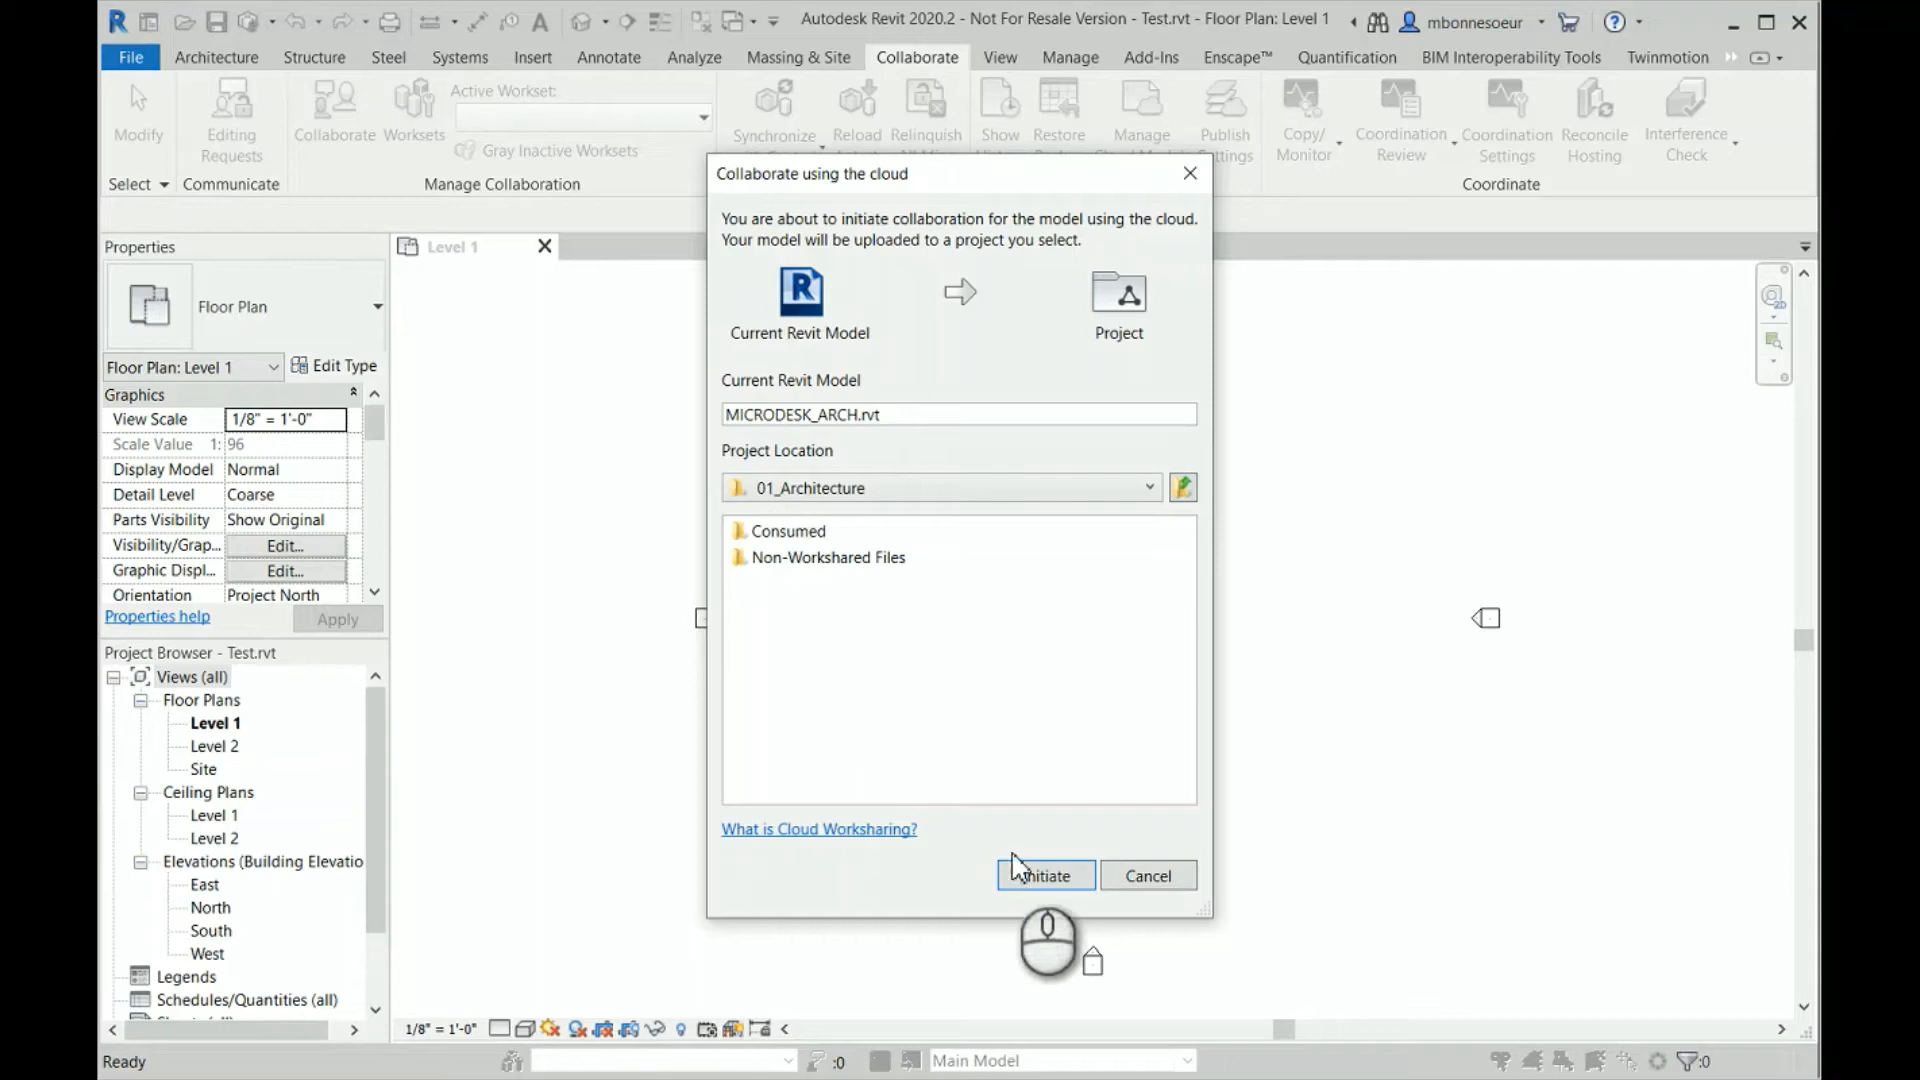 Autodesk Revit 2020.2 - Not For Resale Version - Test.rvt - Floor Plan: Level 1
mbonnesoeur
File Architecture Structure Steel Systems Insert Annotate Analyze Massing & Site Collaborate View Manage Add-Ins Enscape™ Quantification BIM Interoperability Tools Twinmotion
Modify
Editing Requests
Collaborate
Worksets
Active Workset:
Gray Inactive Worksets
Synchronize
Reload
Relinquish
Show
Restore
Manage
Publish
Settings
Copy/ Monitor
Coordination Review
Coordination Settings
Reconcile Hosting
Interference Check
Select
Communicate
Manage Collaboration
Coordinate
Collaborate using the cloud
You are about to initiate collaboration for the model using the cloud.
Your model will be uploaded to a project you select.
Current Revit Model
Project
Current Revit Model
MICRODESK_ARCH.rvt
Project Location
01_Architecture
Consumed
Non-Workshared Files
What is Cloud Worksharing?
Initiate
Cancel
Properties
Level 1
Floor Plan
Floor Plan: Level 1
Edit Type
Graphics
View Scale 1/8" = 1'-0"
Scale Value 1: 96
Display Model Normal
Detail Level Coarse
Parts Visibility Show Original
Visibility/Grap... Edit...
Graphic Displ... Edit...
Orientation Project North
Properties help
Apply
Project Browser - Test.rvt
Views (all)
Floor Plans
Level 1
Level 2
Site
Ceiling Plans
Level 1
Level 2
Elevations (Building Elevatio
East
North
South
West
Legends
Schedules/Quantities (all)
1/8" = 1'-0"
Ready
:0
Main Model
:0